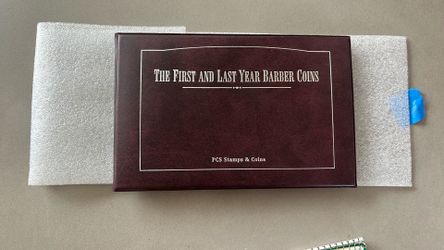 THE FIRST AND LAST YEAR BARBER COINS
PCS Stamps & Coins